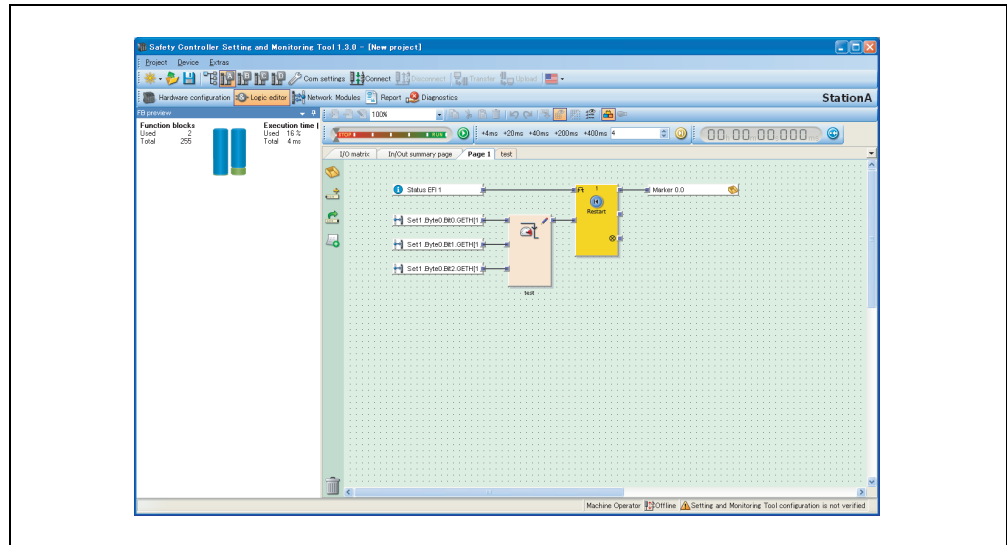 Safety Controller Setting and Monitoring Tool 1.3.0 - [New project]
Project Device Extras
Com settings Connect Disconnect Transfer Upload
Hardware configuration Logic editor Network Modules Report Diagnostics StationA
FB preview
100%
Function blocks Execution time
Used 2 Used 16 %
Total 255 Total 4 ms
STOP RUN +4ms +20ms +40ms +200ms +400ms 4 00:00:00:000
I/O matrix In/Out summary page Page 1 test
Status EFI 1
1
Restart
Marker 0.0
Set1 .Byte0.Bit0.GETH[1.
Set1 .Byte0.Bit1.GETH[1.
Set1 .Byte0.Bit2.GETH[1.
test
Machine Operator Offline Setting and Monitoring Tool configuration is not verified